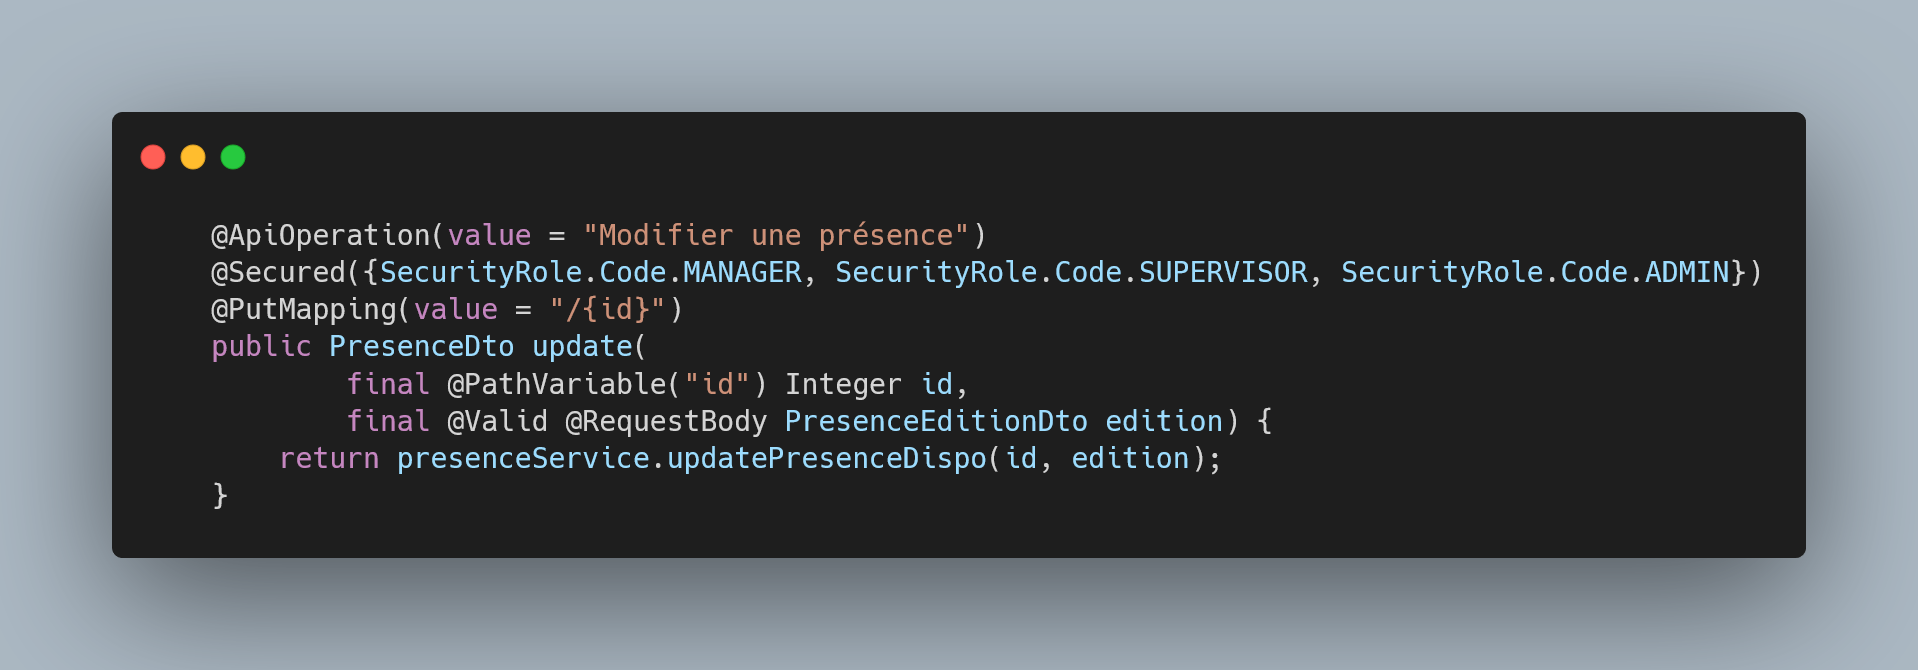 @ApiOperation(value = "Modifier une présence")
@Secured({SecurityRole.Code.MANAGER, SecurityRole.Code.SUPERVISOR, SecurityRole.Code.ADMIN})
@PutMapping(value = "/{id}")
public PresenceDto update(
        final @PathVariable("id") Integer id,
        final @Valid @RequestBody PresenceEditionDto edition) {
    return presenceService.updatePresenceDispo(id, edition);
}